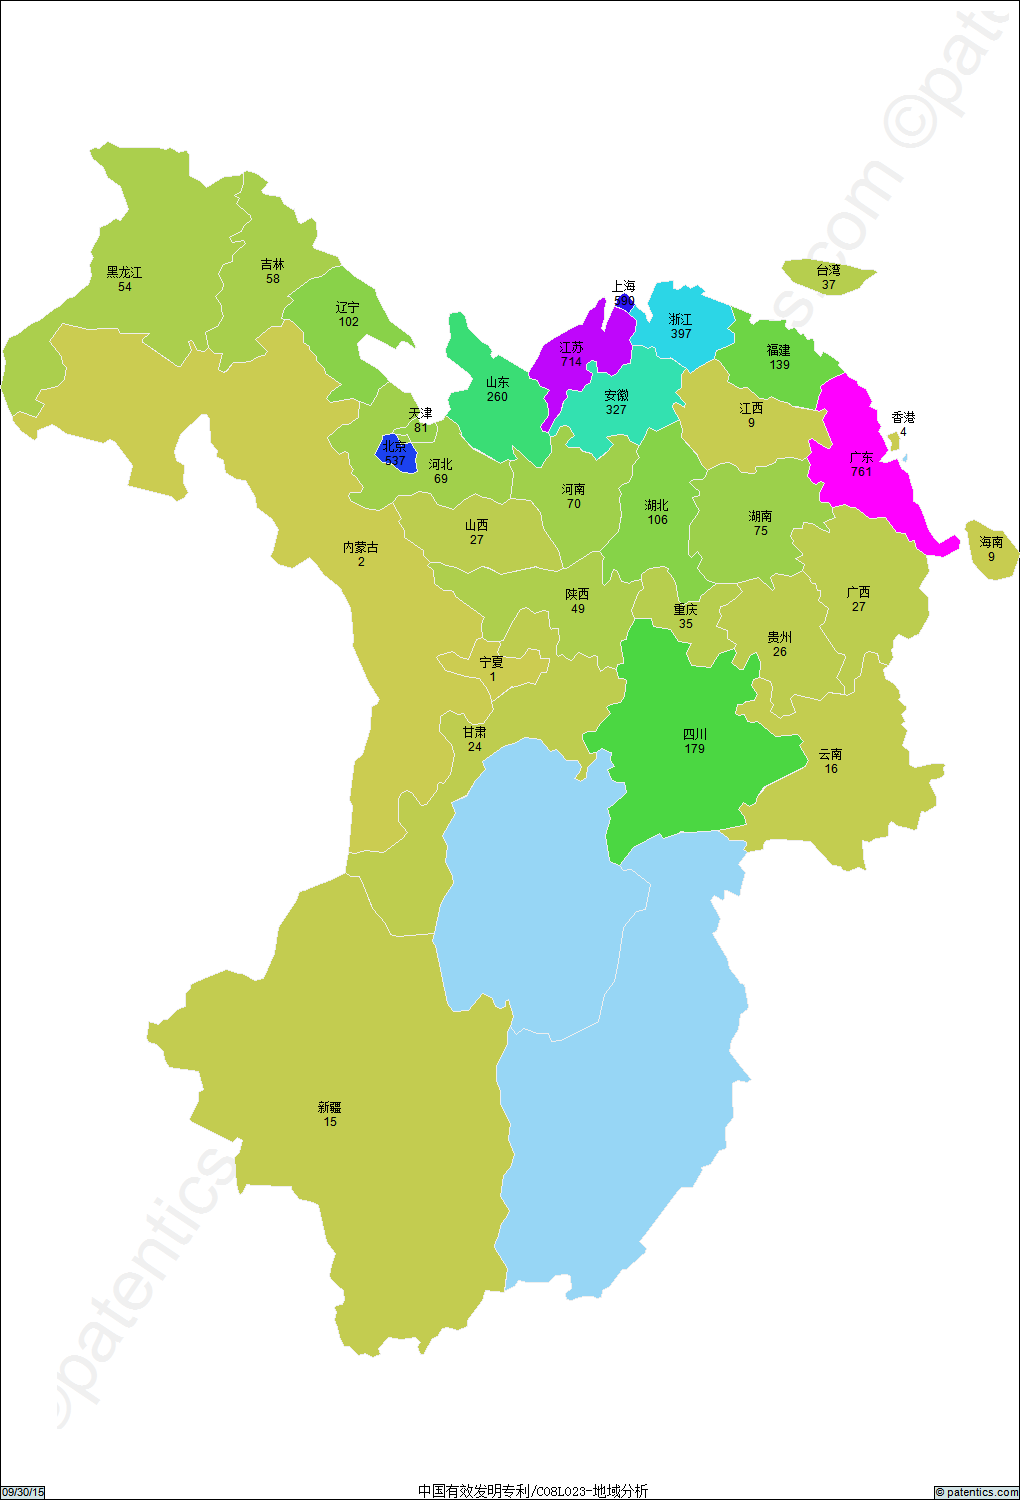 ©patentics.com ©patentics
黑龙江
54
吉林
58
辽宁
102
上海
590
台湾
37
浙江
397
江苏
714
福建
139
山东
260
安徽
327
江西
9
天津
81
香港
4
北京
537
河北
69
广东
761
河南
70
湖北
106
湖南
75
山西
27
内蒙古
2
海南
9
陕西
49
重庆
35
广西
27
贵州
26
宁夏
1
甘肃
24
四川
179
云南
16
新疆
15
09/30/15
中国有效发明专利/C08L023-地域分析
© patentics.com